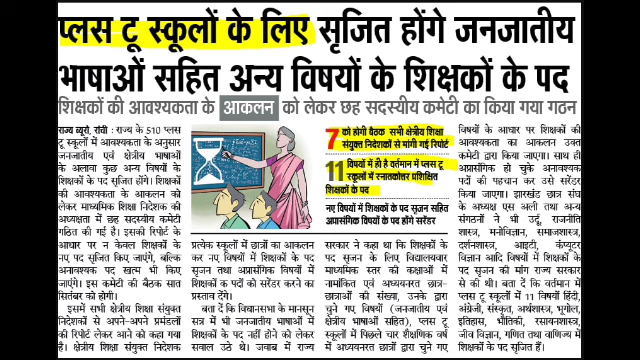 प्लस टू स्कूलों के लिए सृजित होंगे जनजातीय
भाषाओं सहित अन्य विषयों के शिक्षकों के पद
शिक्षकों की आवश्यकता के आकलन को लेकर छह सदस्यीय कमेटी का किया गया गठन
राज्य ब्यूरो, रांची : राज्य के 510 प्लस
टू स्कूलों में आवश्यकता के अनुसार
जनजातीय एवं क्षेत्रीय भाषाओं
के अलावा कुछ अन्य विषयों के
शिक्षकों के पद सृजित होंगे। शिक्षकों
की आवश्यकता के आकलन को
लेकर माध्यमिक शिक्षा निदेशक की
अध्यक्षता में छह सदस्यीय कमेटी
गठित की गई है। इसकी रिपोर्ट के
आधार पर न केवल शिक्षकों के
नए पद सृजित किए जाएंगे, बल्कि
अनावश्यक पद खत्म भी किए
जाएंगे। इस कमेटी की बैठक सात
सितंबर को होगी।
इसमें सभी क्षेत्रीय शिक्षा संयुक्त
निदेशकों से अपने-अपने प्रमंडलों
की रिपोर्ट लेकर आने को कहा गया
है। क्षेत्रीय शिक्षा संयुक्त निदेशक
प्रत्येक स्कूलों में छात्रों का आकलन
कर नए विषयों में शिक्षकों के पद
सृजन तथा अप्रासंगिक विषयों में
शिक्षकों के पदों को सरेंडर करने का
प्रस्ताव देंगे।
बता दें कि विधानसभा के मानसून
सत्र में भी जनजातीय भाषाओं में
शिक्षकों के पद नहीं होने को लेकर
सवाल उठे थे। जवाब में राज्य
7 को होगी बैठक सभी क्षेत्रीय शिक्षा
संयुक्त निदेशकों से मांगी गई रिपोर्ट
11 विषयों में ही है वर्तमान में प्लस टू
स्कूलों में स्नातकोत्तर प्रशिक्षित
शिक्षकों के पद
नए विषयों में शिक्षकों के पद सृजन सहित
अप्रासंगिक विषयों के पद होंगे सरेंडर
सरकार ने कहा था कि शिक्षकों के
पद सृजन के लिए विद्यालयवार
माध्यमिक स्तर की कक्षाओं में
नामांकित एवं अध्ययनरत छात्र-
छात्राओं की संख्या, उनके द्वारा
चुने गए विषयों (जनजातीय एवं
क्षेत्रीय भाषाओं सहित), प्लस टू
स्कूलों में पिछले चार शैक्षणिक वर्ष
में अध्ययनरत छात्रों द्वारा चुने गए
विषयों के आधार पर शिक्षकों की
आवश्यकता का आकलन उक्त
कमेटी द्वारा किया जाएगा। साथ ही
अप्रासंगिक हो चुके अनावश्यक
पदों की पहचान कर उसे सरेंडर
किया जाएगा। झारखंड छात्र संघ
के अध्यक्ष एस अली तथा अन्य
संगठनों ने भी उर्दू, राजनीति
शास्त्र, मनोविज्ञान, समाजशास्त्र,
दर्शनशास्त्र, आइटी, कंप्यूटर
विज्ञान आदि विषयों में शिक्षकों के
पद सृजन की मांग राज्य सरकार
से की थी। बता दें कि वर्तमान में
प्लस टू स्कूलों में 11 विषयों हिंदी,
अंग्रेजी, संस्कृत, अर्थशास्त्र, भूगोल,
इतिहास, भौतिकी, रसायनशास्त्र,
जीव विज्ञान, गणित तथा वाणिज्य में
शिक्षकों के पद सृजित हैं।